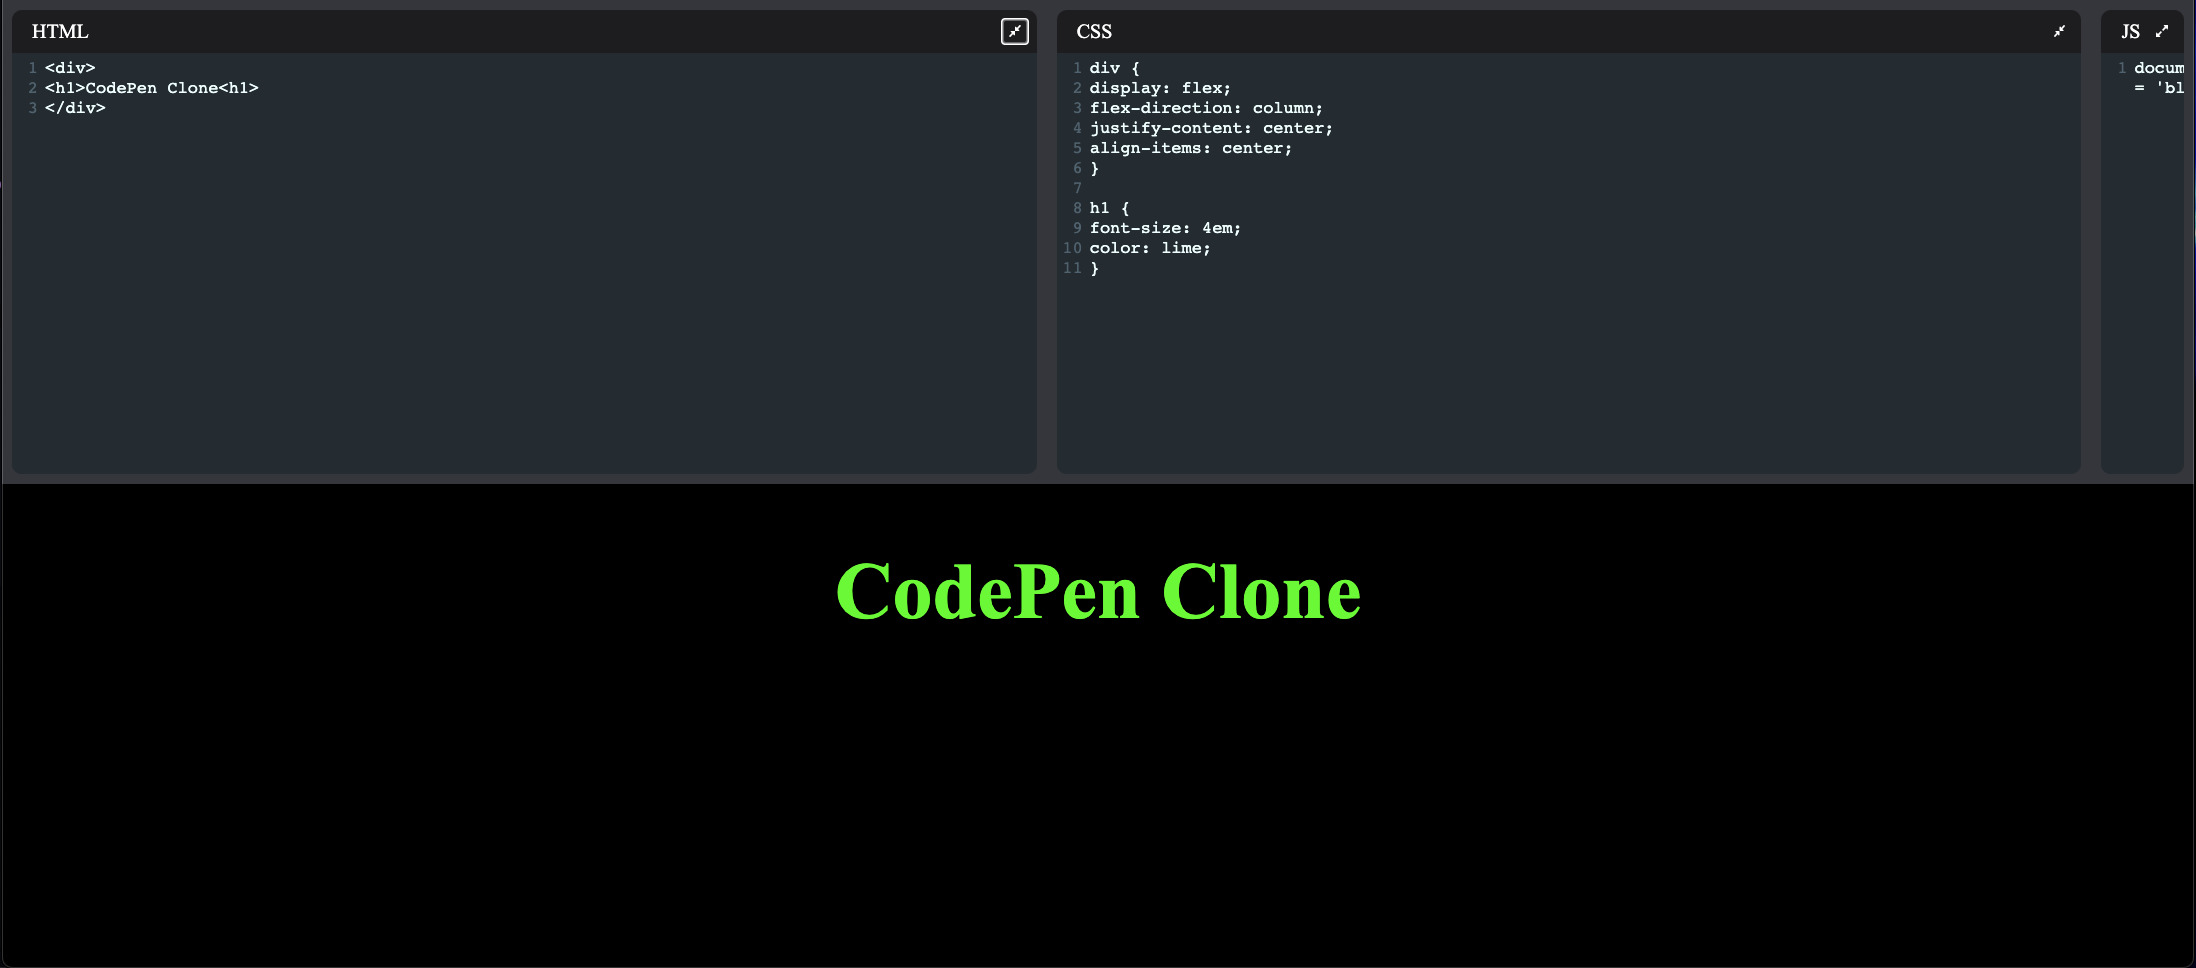 HTML
1 <div>
2 <h1>CodePen Clone<h1>
3 </div>
CSS
1 div {
2 display: flex;
3 flex-direction: column;
4 justify-content: center;
5 align-items: center;
6 }
7
8 h1 {
9 font-size: 4em;
10 color: lime;
11 }
JS
1 docum
= 'bl
CodePen Clone